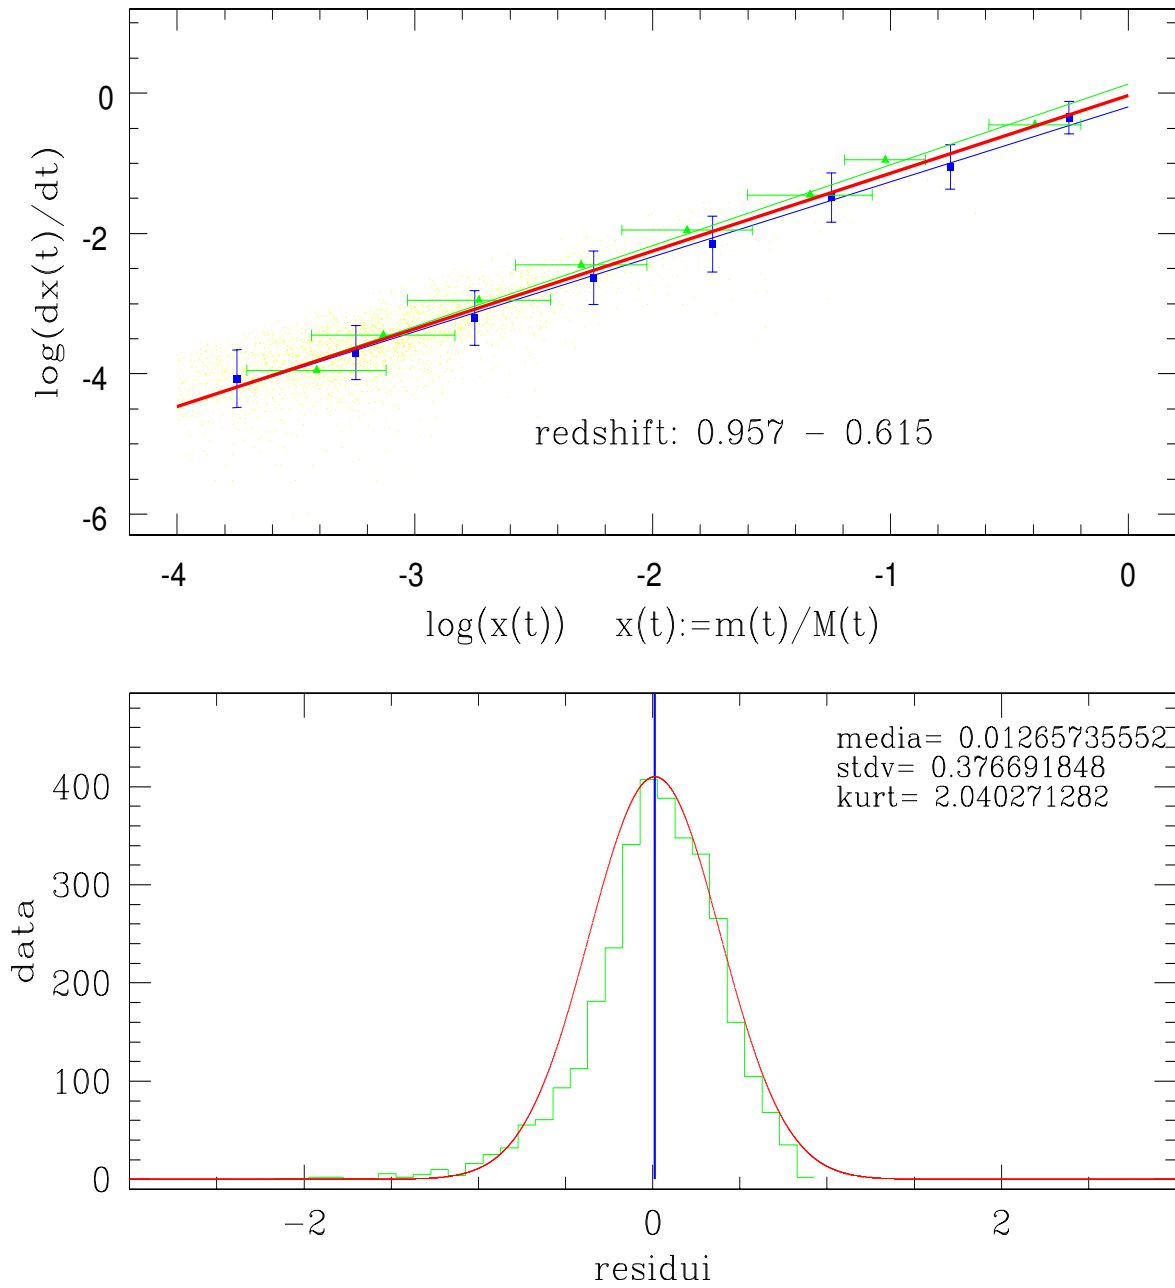 0
-2
-4
-6
log(dx(t)/dt)
redshift: 0.957 – 0.615
-4 -3 -2 -1 0
log(x(t)) x(t):=m(t)/M(t)
media= 0.01265735552
stdv= 0.376691848
kurt= 2.040271282
400
300
200
100
0
data
-2 0 2
residui